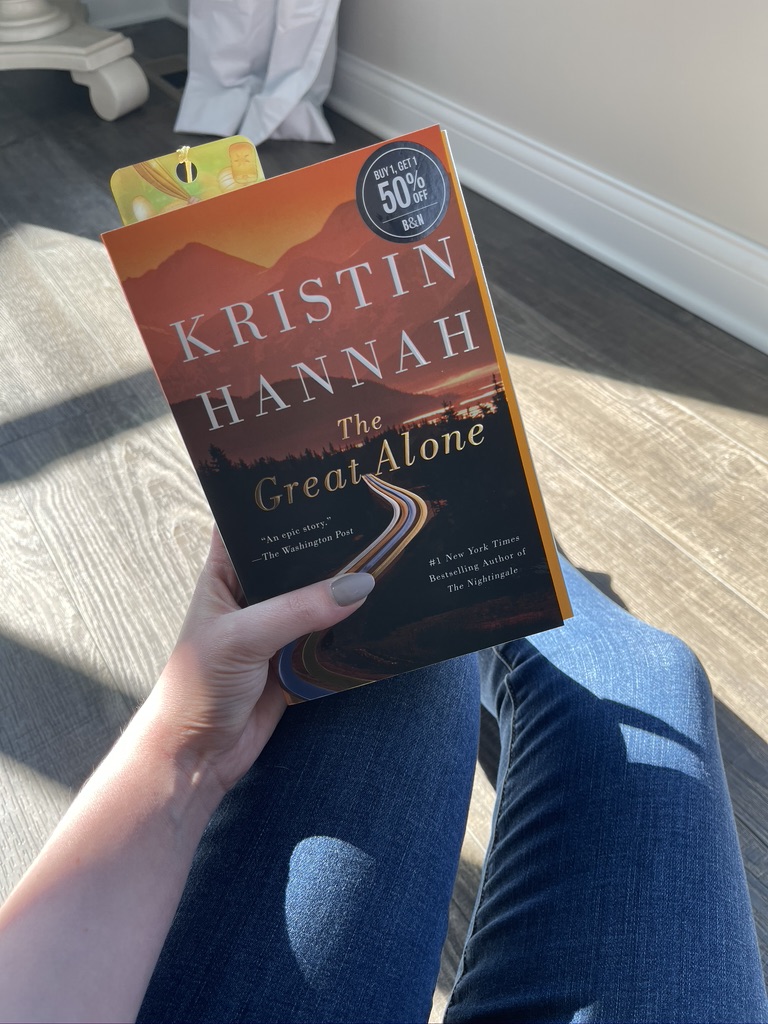 BUY 1, GET 1
50%
OFF
B&N
KRISTIN
HANNAH
The
Great Alone
"An epic story."
—The Washington Post
#1 New York Times
Bestselling Author of
The Nightingale